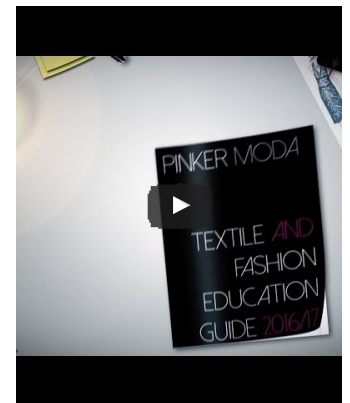 PINKER MODA
TEXTILE AND
FASHION
EDUCATION
GUIDE 2016/17